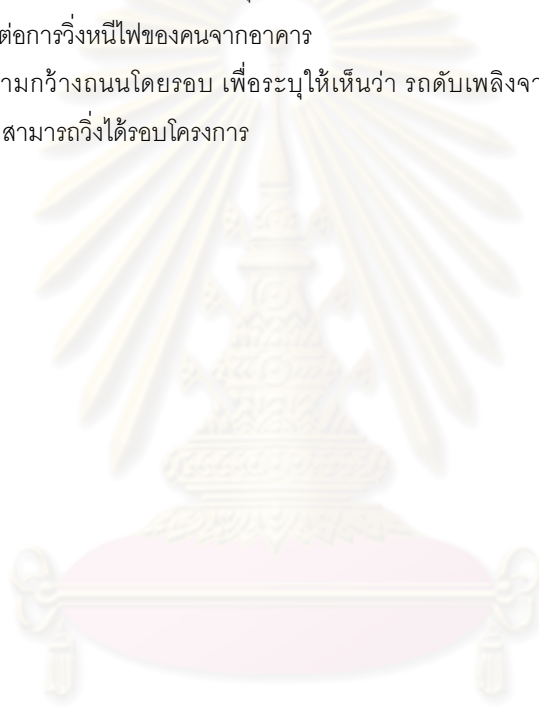 ต่อการวิ่งหนีไฟของคนจากอาคาร
ามกว้างถนนโดยรอบ เพื่อระบุให้เห็นว่า รถดับเพลิงจา
สามารถวิ่งได้รอบโครงการ